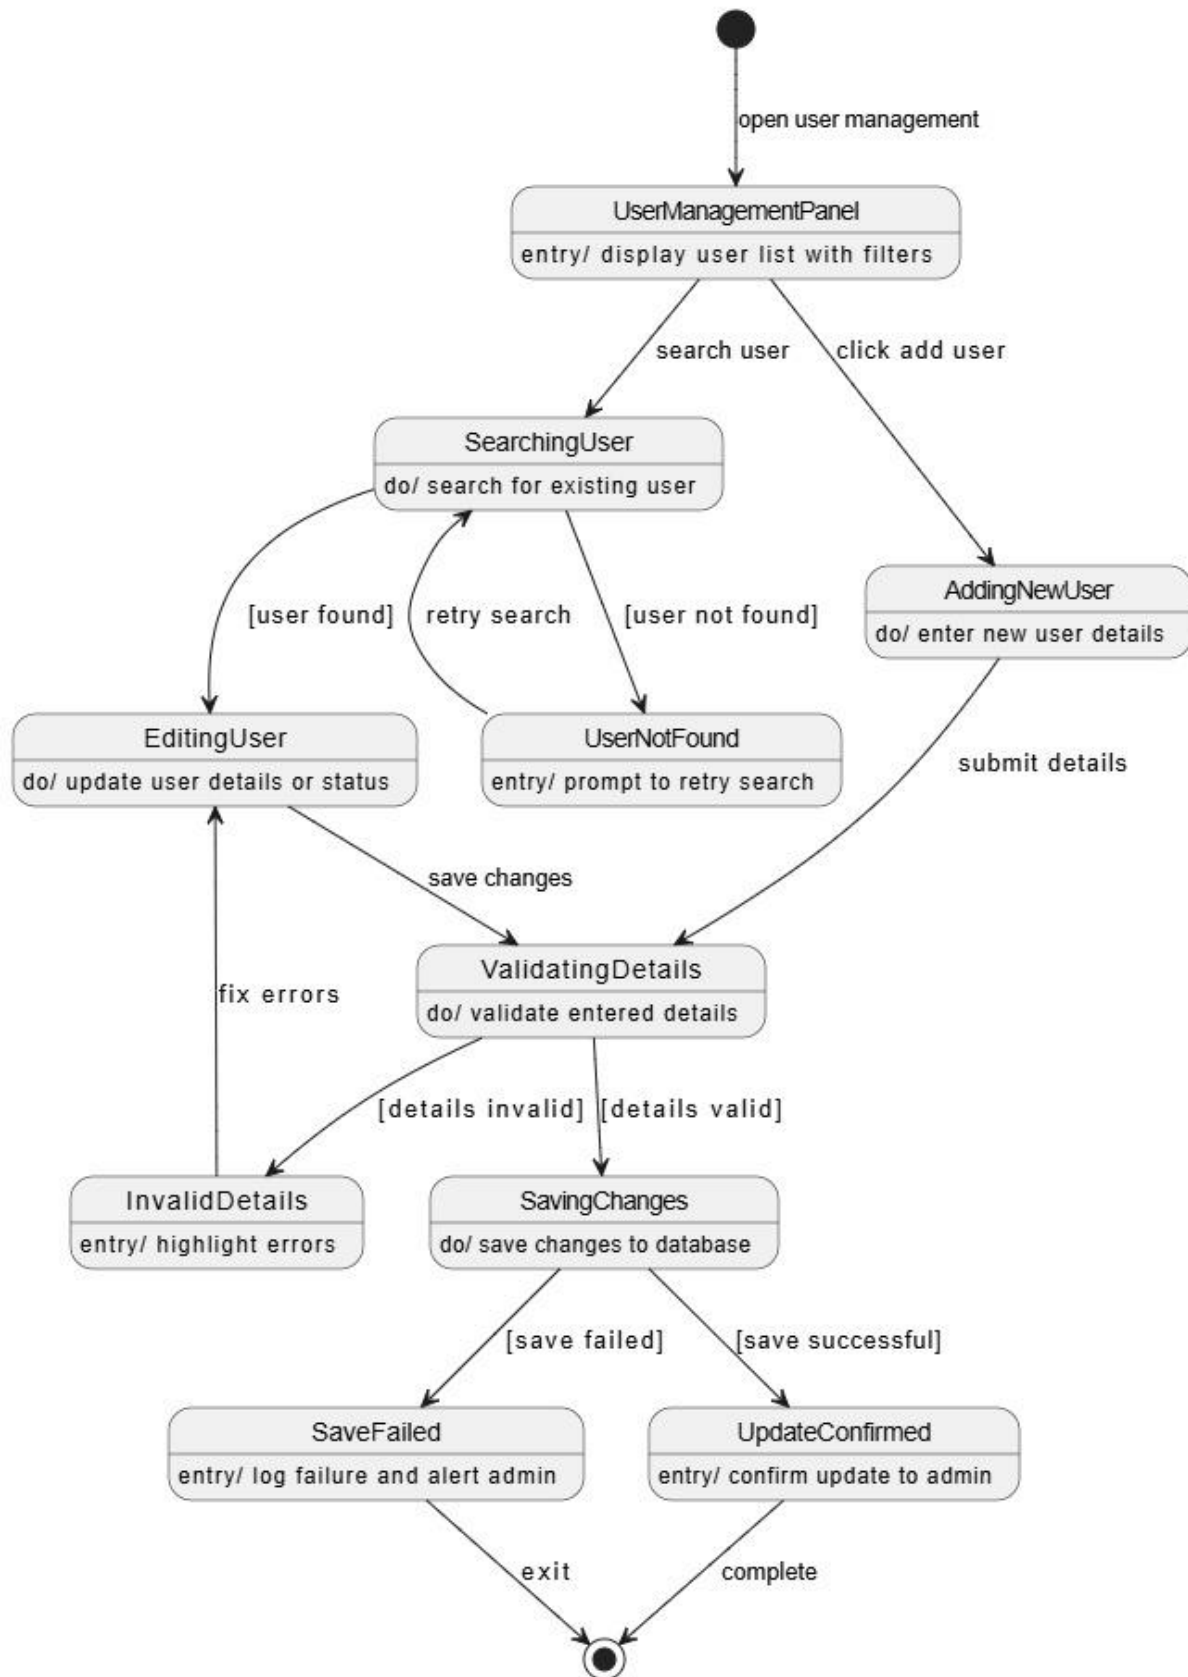 open user management
UserManagementPanel
entry/ display user list with filters
search user
click add user
SearchingUser
do/ search for existing user
AddingNewUser
do/ enter new user details
[user found]
retry search
[user not found]
EditingUser
do/ update user details or status
UserNotFound
entry/ prompt to retry search
submit details
save changes
ValidatingDetails
do/ validate entered details
fix errors
[details invalid]
[details valid]
InvalidDetails
entry/ highlight errors
SavingChanges
do/ save changes to database
[save failed]
[save successful]
SaveFailed
entry/ log failure and alert admin
UpdateConfirmed
entry/ confirm update to admin
exit
complete